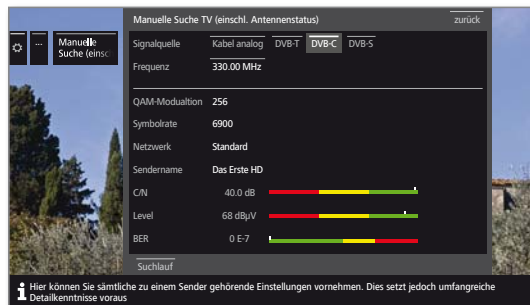 Manuelle Suche TV (einschl. Antennenstatus) zurück
... Manuelle
Suche (einsc
Signalquelle Kabel analog DVB-T DVB-C DVB-S
Frequenz 330.00 MHz
QAM-Modualtion 256
Symbolrate 6900
Netzwerk Standard
Sendername Das Erste HD
C/N 40.0 dB
Level 68 dBµV
BER 0 E-7
Suchlauf
Hier können Sie sämtliche zu einem Sender gehörende Einstellungen vornehmen. Dies setzt jedoch umfangreiche
Detailkenntnisse voraus